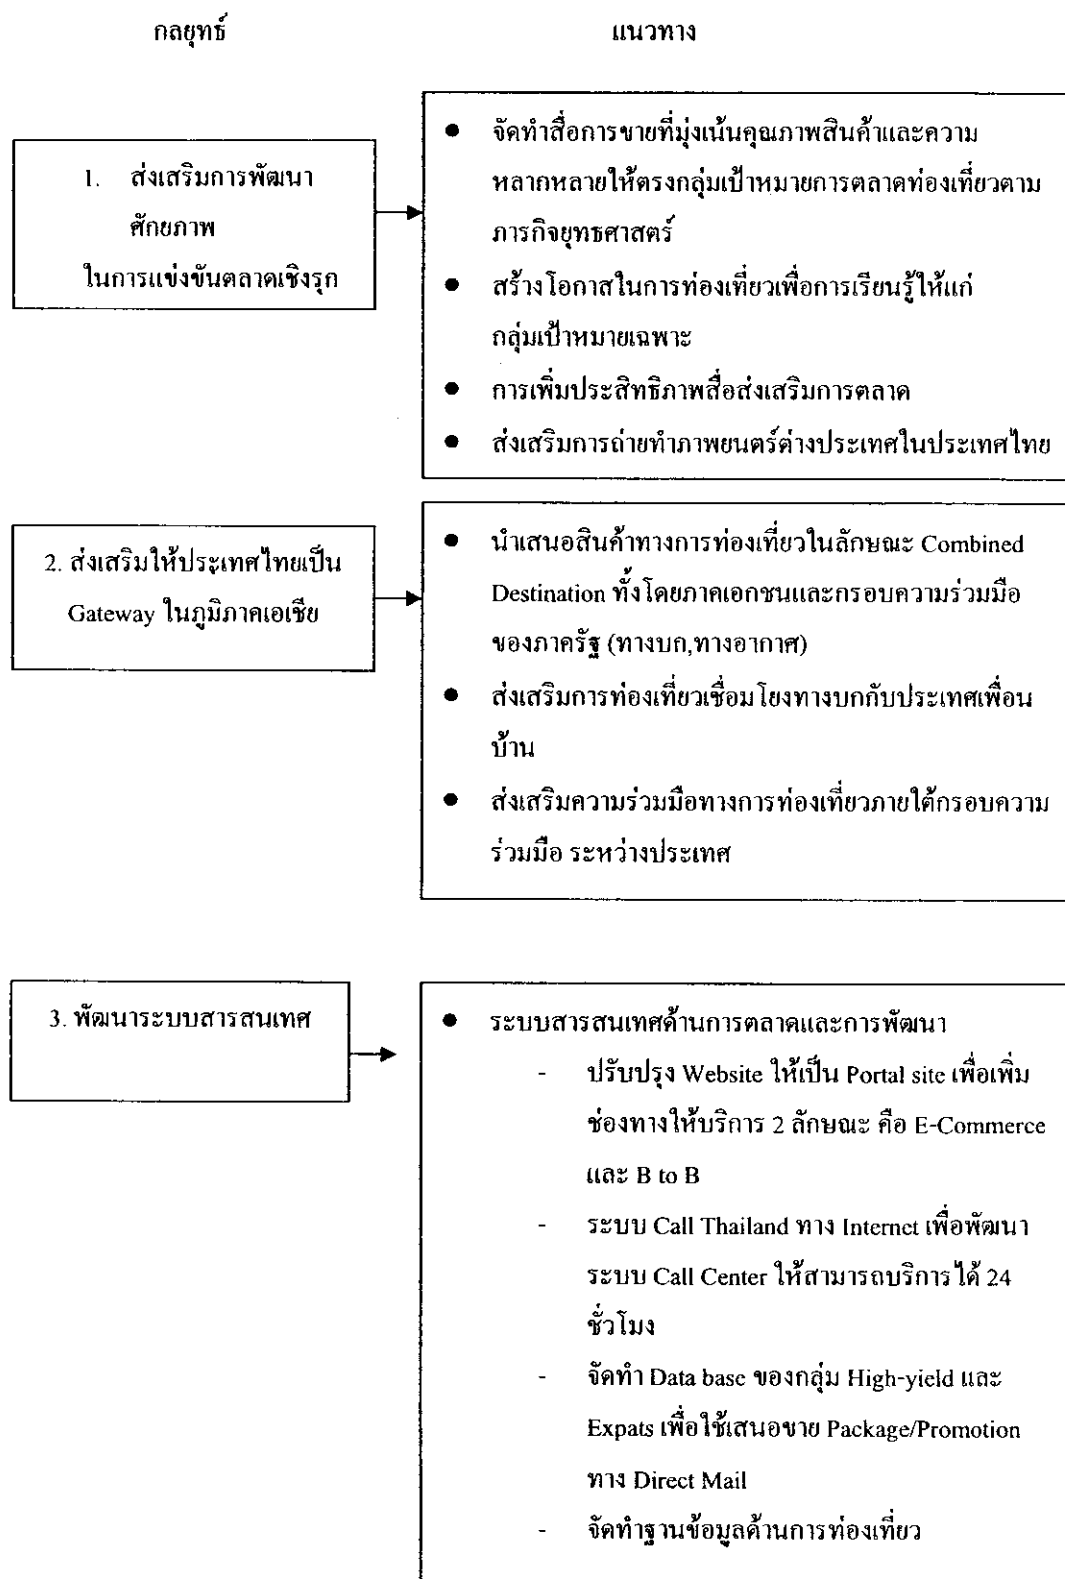 กลยุทธ์
แนวทาง
1. ส่งเสริมการพัฒนา
ศักยภาพ
ในการแข่งขันตลาดเชิงรุก
● จัดทำสื่อการขายที่มุ่งเน้นคุณภาพสินค้าและความ
หลากหลายให้ตรงกลุ่มเป้าหมายการตลาดท่องเที่ยวตาม
ภารกิจยุทธศาสตร์
● สร้างโอกาสในการท่องเที่ยวเพื่อการเรียนรู้ให้แก่
กลุ่มเป้าหมายเฉพาะ
● การเพิ่มประสิทธิภาพสื่อส่งเสริมการตลาด
● ส่งเสริมการถ่ายทำภาพยนตร์ต่างประเทศในประเทศไทย
2. ส่งเสริมให้ประเทศไทยเป็น
Gateway ในภูมิภาคเอเชีย
● นำเสนอสินค้าทางการท่องเที่ยวในลักษณะ Combined
Destination ทั้งโดยภาคเอกชนและกรอบความร่วมมือ
ของภาครัฐ (ทางบก,ทางอากาศ)
● ส่งเสริมการท่องเที่ยวเชื่อมโยงทางบกกับประเทศเพื่อน
บ้าน
● ส่งเสริมความร่วมมือทางการท่องเที่ยวภายใต้กรอบความ
ร่วมมือ ระหว่างประเทศ
3. พัฒนาระบบสารสนเทศ
● ระบบสารสนเทศด้านการตลาดและการพัฒนา
- ปรับปรุง Website ให้เป็น Portal site เพื่อเพิ่ม
ช่องทางให้บริการ 2 ลักษณะ คือ E-Commerce
และ B to B
- ระบบ Call Thailand ทาง Internet เพื่อพัฒนา
ระบบ Call Center ให้สามารถบริการได้ 24
ชั่วโมง
- จัดทำ Data base ของกลุ่ม High-yield และ
Expats เพื่อใช้เสนอขาย Package/Promotion
ทาง Direct Mail
- จัดทำฐานข้อมูลด้านการท่องเที่ยว